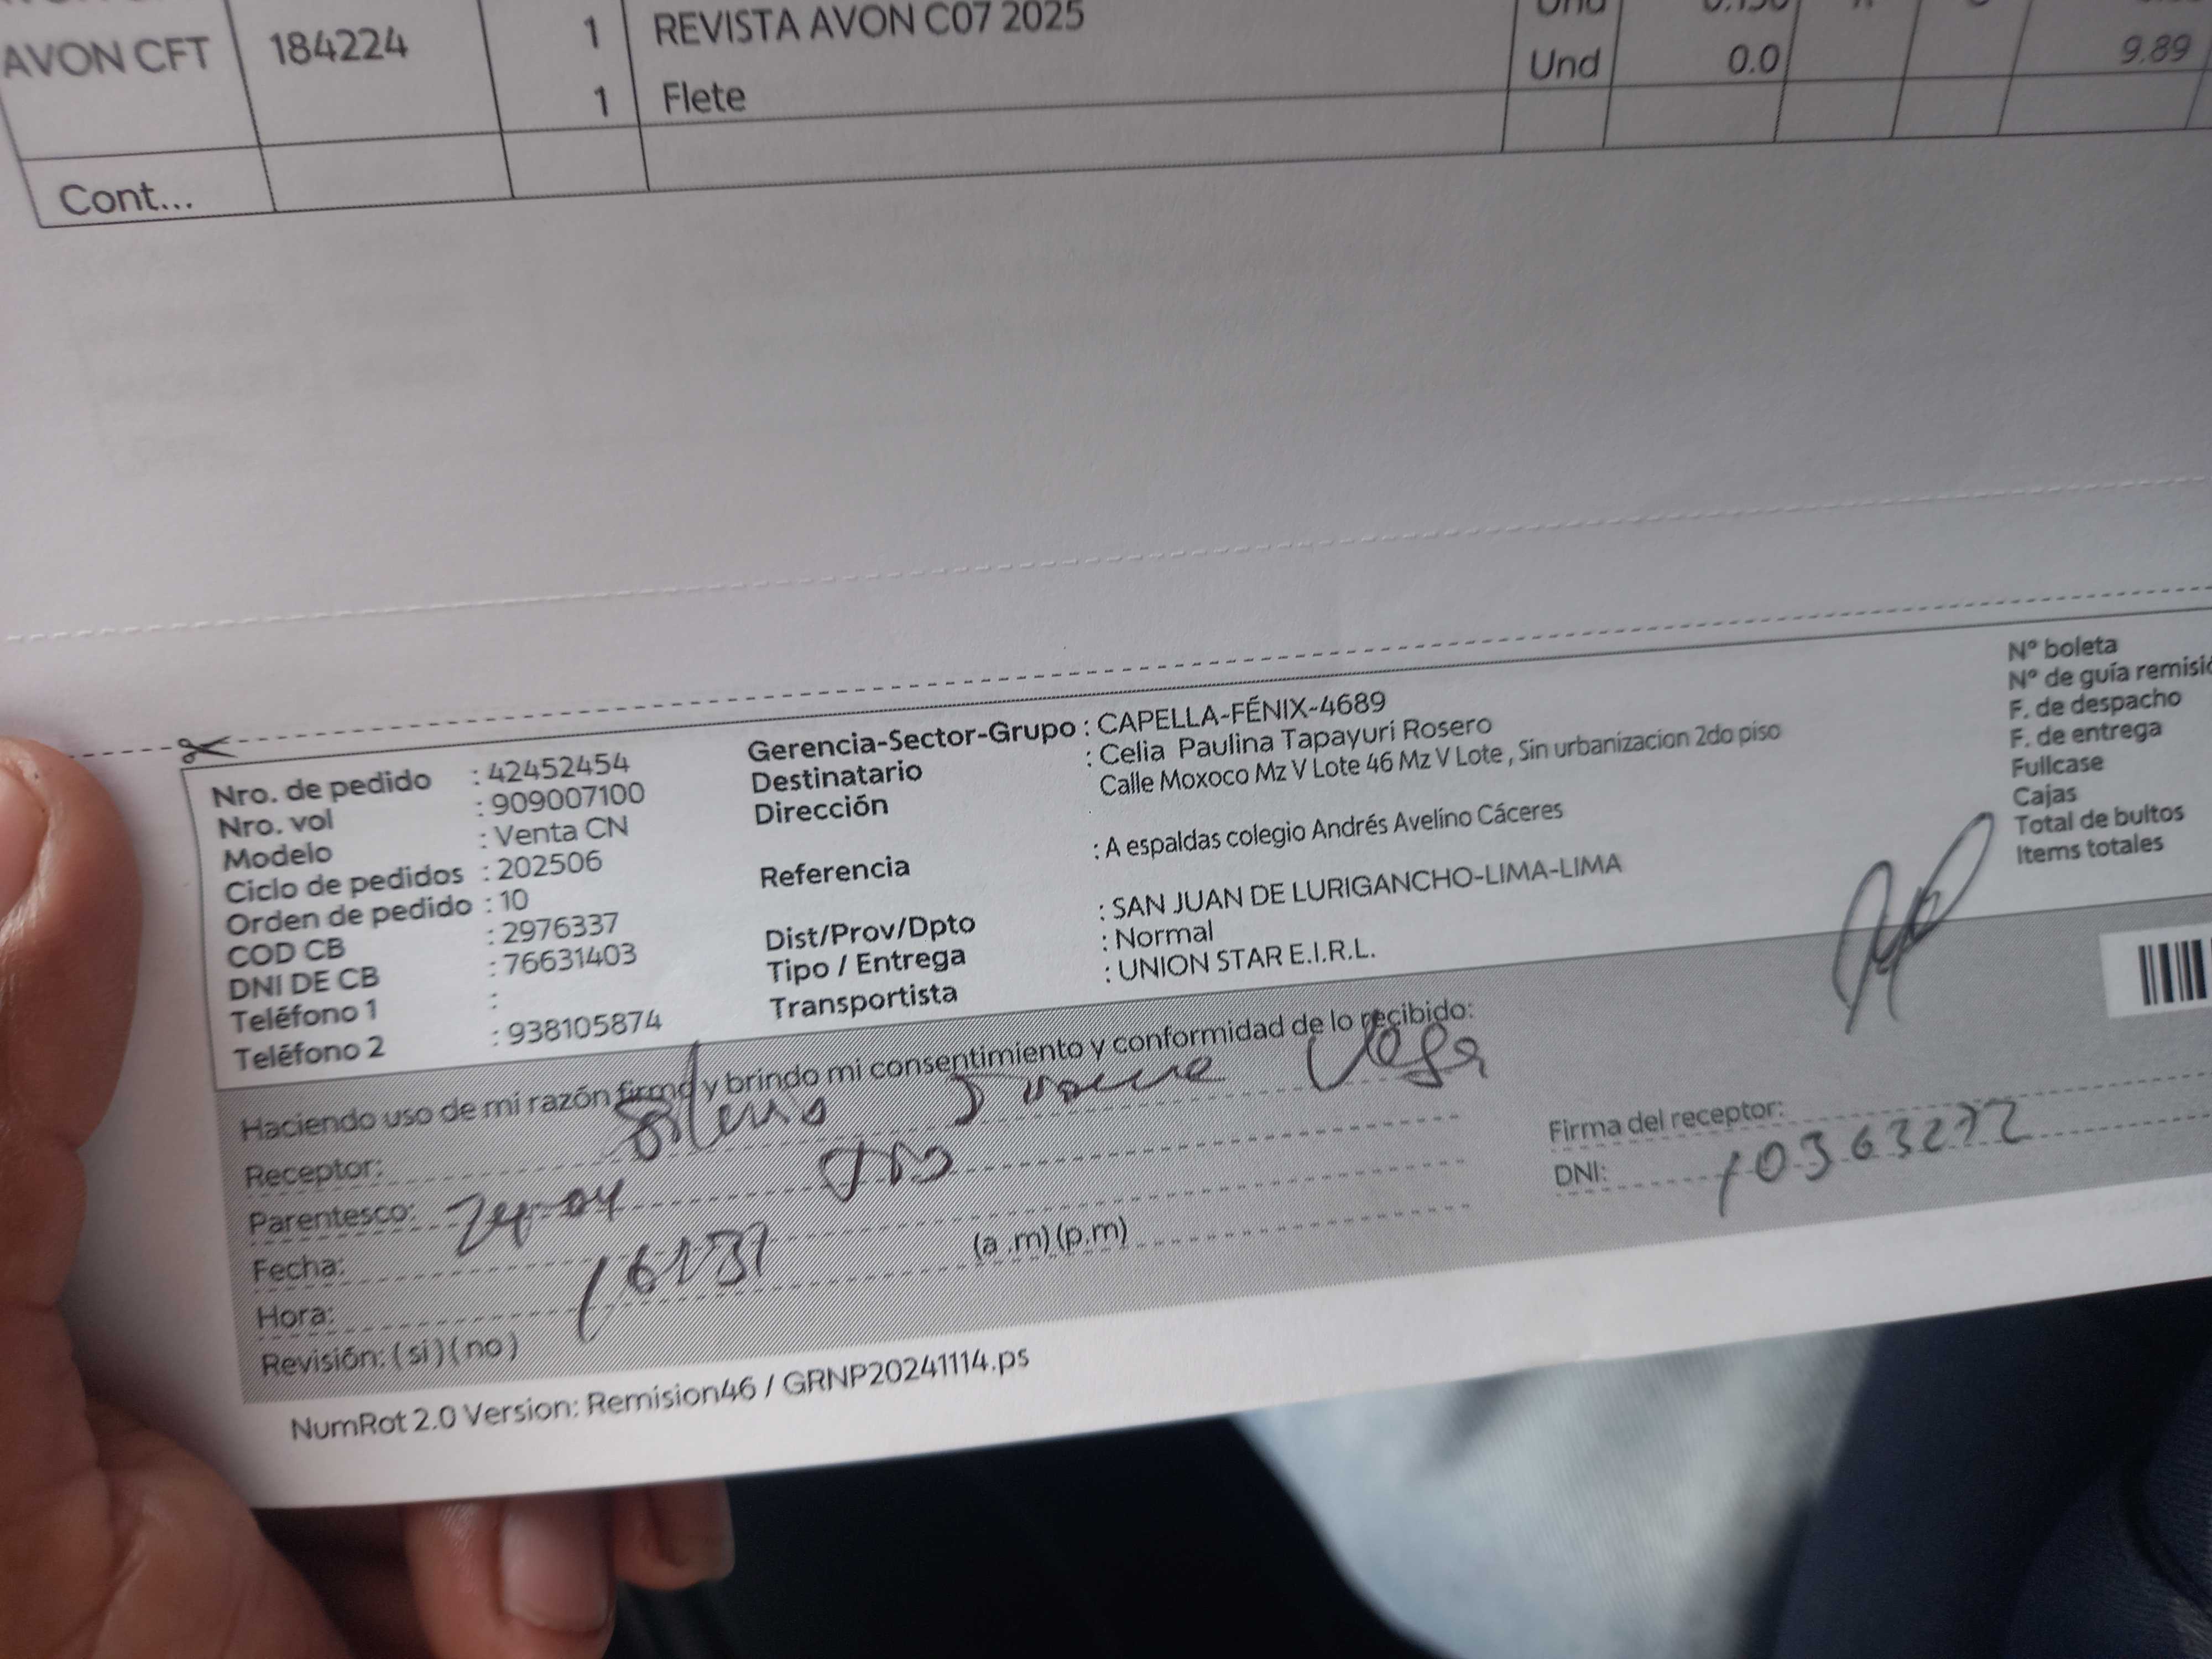 AVON CFT 184224 1 REVISTA AVON C07 2025 Und
1 Flete Und 0.0 9.89
Cont...
Nro. de pedido : 42452454
Nro. vol : 909007100
Modelo : Venta CN
Ciclo de pedidos : 202506
Orden de pedido : 10
COD CB : 2976337
DNI DE CB : 76631403
Teléfono 1 :
Teléfono 2 : 938105874
Gerencia-Sector-Grupo : CAPELLA-FÉNIX-4689
Destinatario : Celia Paulina Tapayuri Rosero
Dirección Calle Moxoco Mz V Lote 46 Mz V Lote , Sin urbanizacion 2do piso
Referencia : A espaldas colegio Andrés Avelino Cáceres
Dist/Prov/Dpto : SAN JUAN DE LURIGANCHO-LIMA-LIMA
Tipo / Entrega : Normal
Transportista : UNION STAR E.I.R.L.
Nº boleta
Nº de guía
F. de despacho
F. de entrega
Fullcase
Cajas
Total de bultos
Items totales
Haciendo uso de mi razón firmo y brindo mi consentimiento y conformidad de lo recibido:
Receptor:
Parentesco:
Fecha:
Hora: (a .m) (p.m)
Revisión: ( si ) ( no )
Firma del receptor:
DNI: 10363272
NumRot 2.0 Version: Remision46 / GRNP20241114.ps